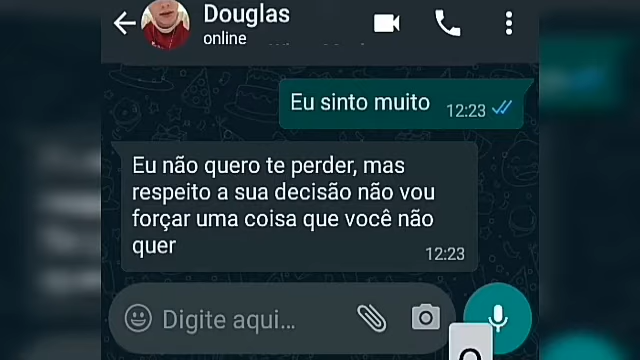 Douglas
online
Eu sinto muito
12:23
Eu não quero te perder, mas
respeito a sua decisão não vou
forçar uma coisa que você não
quer
12:23
Digite aqui...